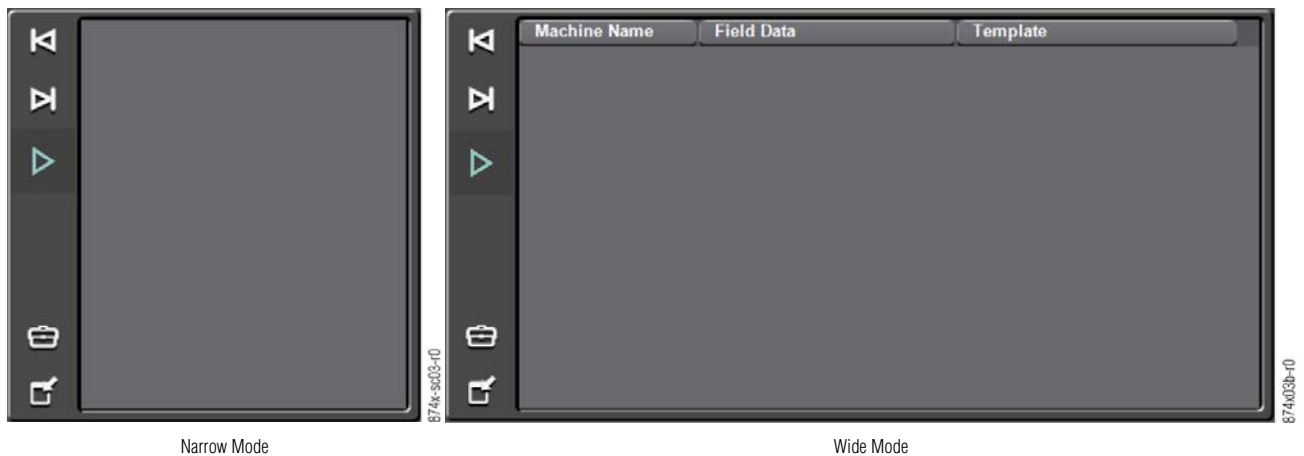 Machine Name Field Data Template
874x-sc03-r0
874x03b-r0
Narrow Mode
Wide Mode